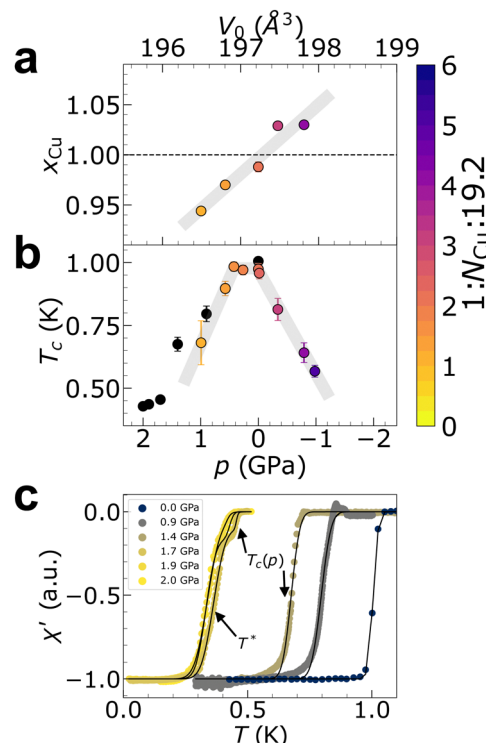 V₀ (Å³)
196 197 198 199
a
x_Cu
1.05
1.00
0.95
b
T_c (K)
1.00
0.75
0.50
2 1 0 −1 −2
p (GPa)
6
5
4
3
2
1
0
1:N_Cu:19.2
c
χ′ (a.u.)
0.0
−0.5
−1.0
0.0 GPa
0.9 GPa
1.4 GPa
1.7 GPa
1.9 GPa
2.0 GPa
T_c(p)
T*
0.0 0.5 1.0
T (K)